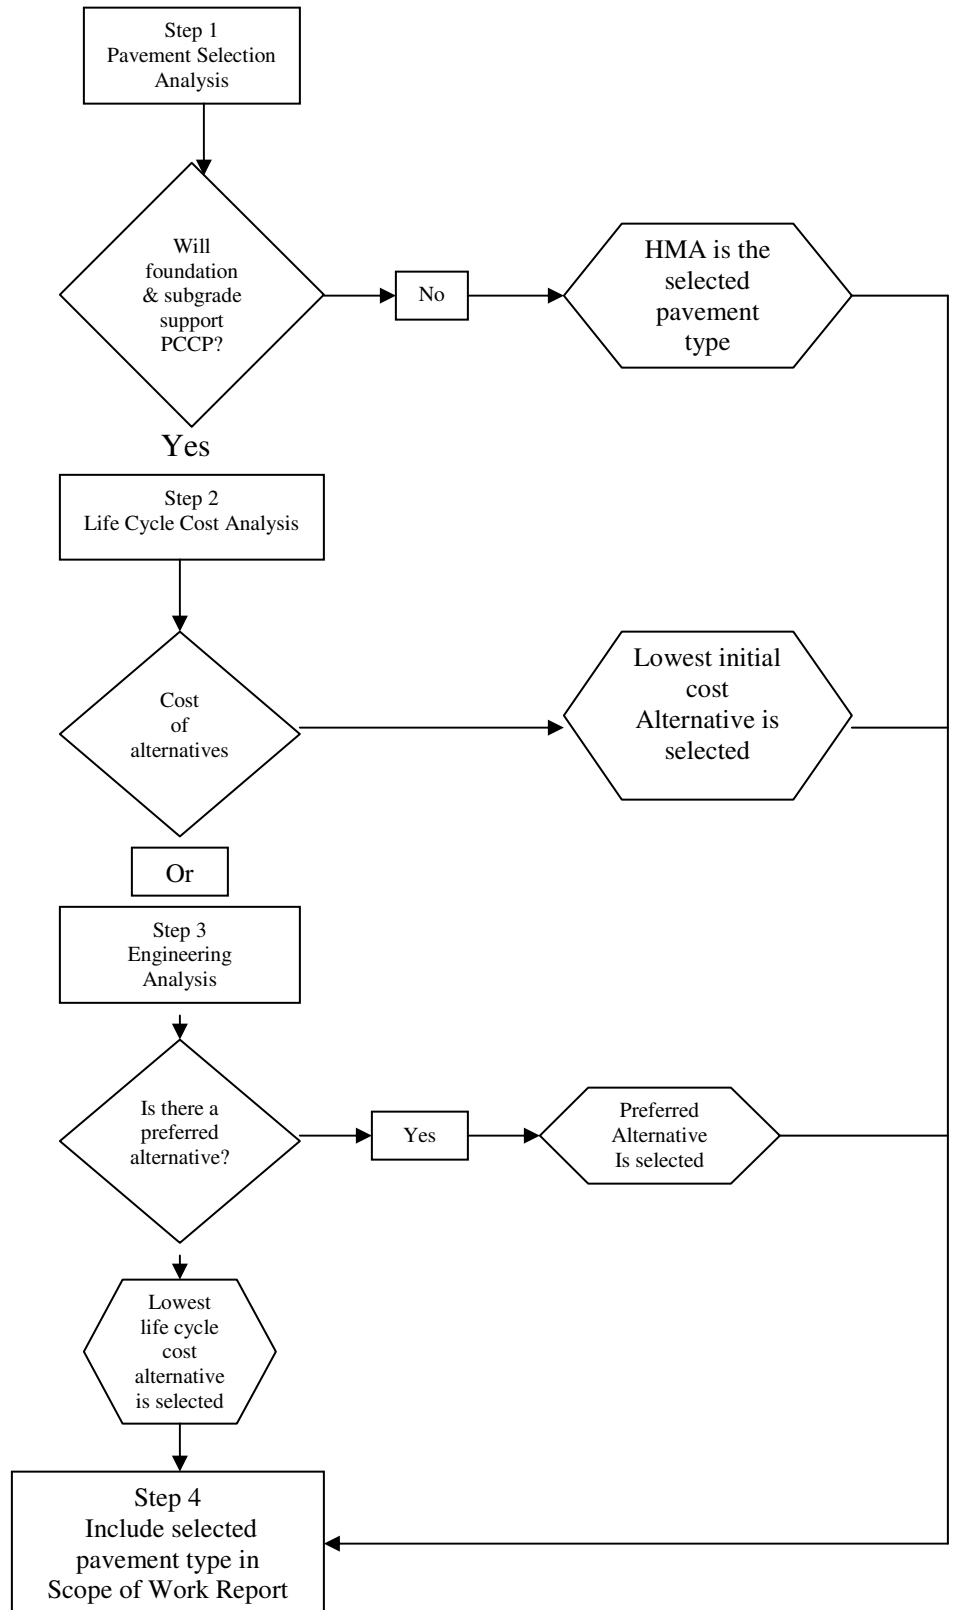 Step 1
Pavement Selection
Analysis
Will
foundation
& subgrade
support
PCCP?
No
HMA is the
selected
pavement
type
Yes
Step 2
Life Cycle Cost Analysis
Cost
of
alternatives
Lowest initial
cost
Alternative is
selected
Or
Step 3
Engineering
Analysis
Is there a
preferred
alternative?
Yes
Preferred
Alternative
Is selected
Lowest
life cycle
cost
alternative
is selected
Step 4
Include selected
pavement type in
Scope of Work Report